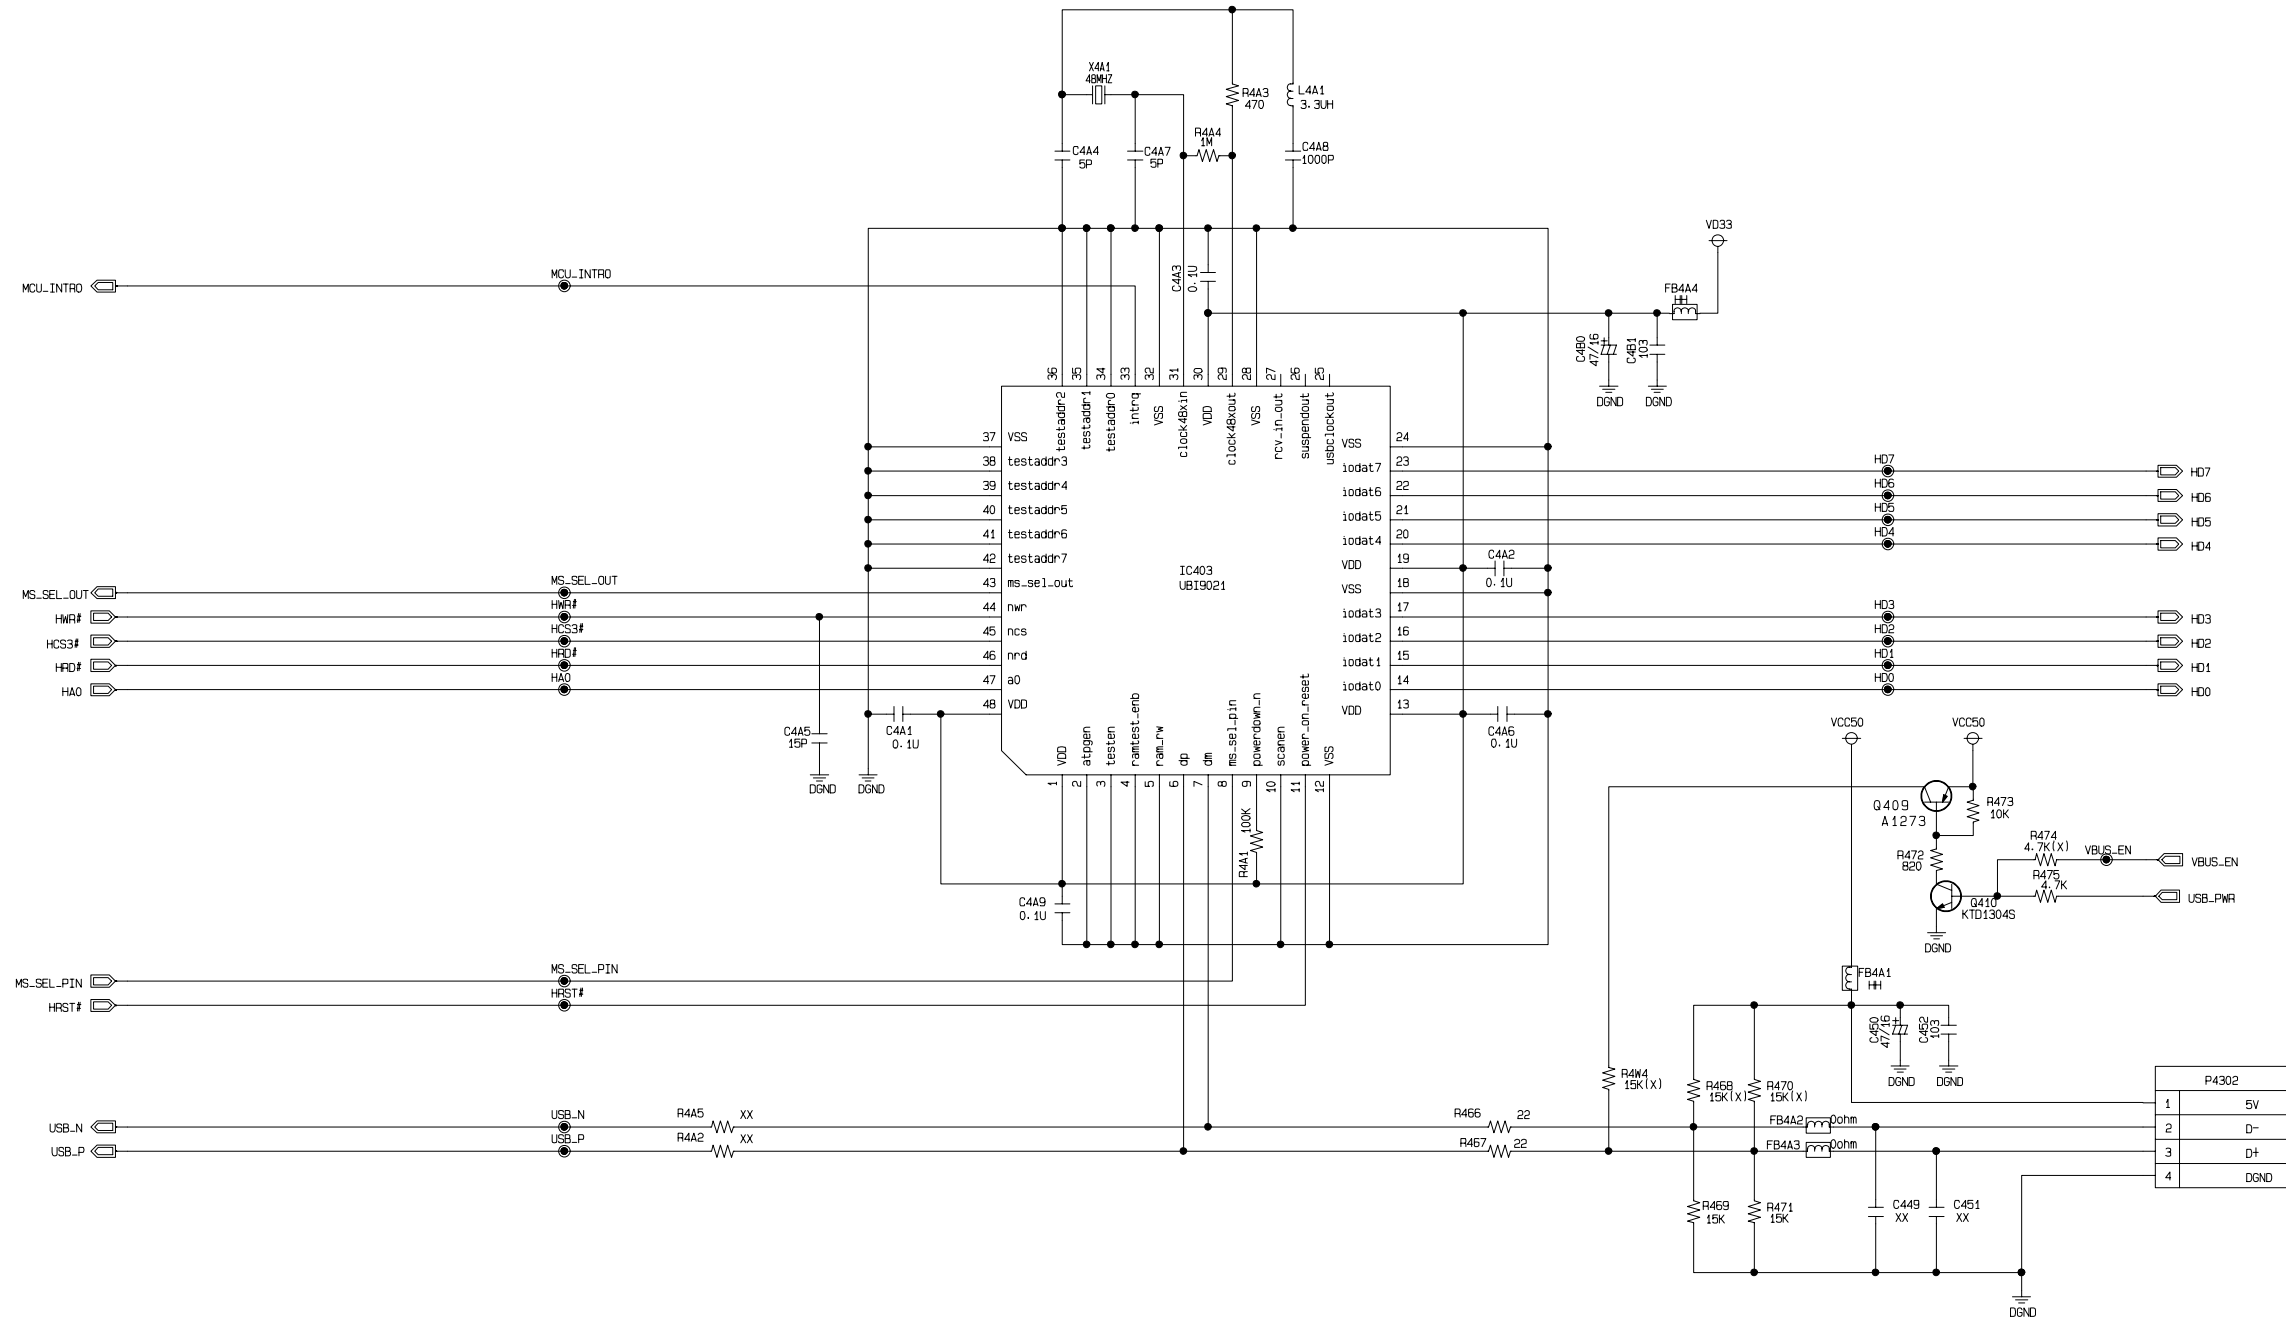 X4A1
48MHZ
R4A3
470
L4A1
3.3UH
R4A4
1M
C4A4
5P
C4A7
5P
C4A8
1000P
VD33
MCU_INTR0
MCU_INTR0
C4A3
0.1U
FB4A4
HH
C4B0
47/16
+
C4B1
103
DGND
DGND
36
35
34
33
32
31
30
29
28
27
26
25
testaddr2
testaddr1
testaddr0
intrq
VSS
clock48xin
VDD
clock48xout
VSS
rcv_in_out
suspendout
usbclockout
37 VSS
38 testaddr3
39 testaddr4
40 testaddr5
41 testaddr6
42 testaddr7
43 ms_sel_out
44 nwr
45 ncs
46 nrd
47 a0
48 VDD
VSS 24
iodat7 23
iodat6 22
iodat5 21
iodat4 20
VDD 19
VSS 18
iodat3 17
iodat2 16
iodat1 15
iodat0 14
VDD 13
IC403
UBI9021
HD7
HD7
HD6
HD6
HD5
HD5
HD4
HD4
C4A2
0.1U
HD3
HD3
HD2
HD2
HD1
HD1
HD0
HD0
MS_SEL_OUT
MS_SEL_OUT
HWR#
HWR#
HCS3#
HCS3#
HRD#
HRD#
HA0
HA0
C4A5
15P
C4A1
0.1U
C4A6
0.1U
DGND
DGND
VDD
atpgen
testen
ramtest_enb
ram_rw
dp
dm
ms_sel_pin
powerdown_n
scanen
power_on_reset
VSS
1
2
3
4
5
6
7
8
9
10
11
12
R4A1
100K
C4A9
0.1U
VCC50
VCC50
Q409
A1273
R473
10K
R472
820
R474
4.7K(X)
VBUS_EN
VBUS_EN
R475
4.7K
USB_PWR
Q410
KTD1304S
DGND
FB4A1
HH
MS_SEL_PIN
MS_SEL_PIN
HRST#
HRST#
C450
47/16
+
C452
103
DGND
DGND
R4W4
15K(X)
R468
15K(X)
R470
15K(X)
P4302
1 5V
2 D-
3 D+
4 DGND
USB_N
USB_N
R4A5
XX
R466
22
FB4A2
0ohm
USB_P
USB_P
R4A2
XX
R467
22
FB4A3
0ohm
R469
15K
R471
15K
C449
XX
C451
XX
DGND